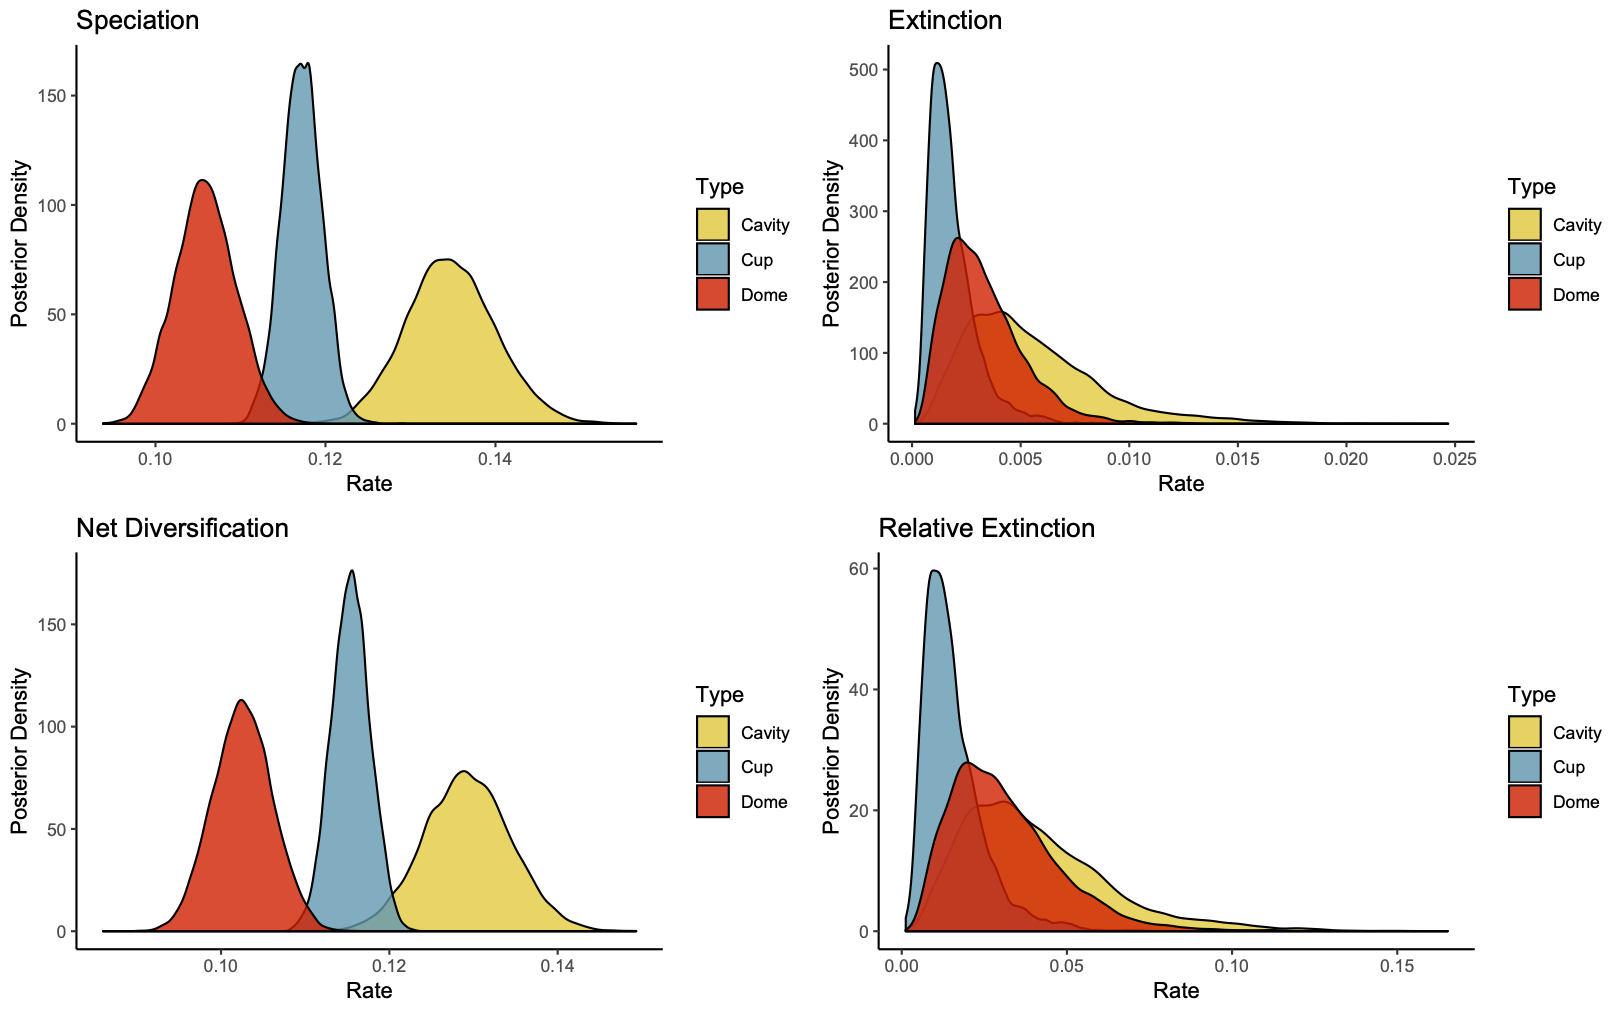 Speciation
Posterior Density
150
100
50
0
0.10 0.12 0.14
Rate
Type
Cavity
Cup
Dome
Extinction
Posterior Density
500
400
300
200
100
0
0.000 0.005 0.010 0.015 0.020 0.025
Rate
Type
Cavity
Cup
Dome
Net Diversification
Posterior Density
150
100
50
0
0.10 0.12 0.14
Rate
Type
Cavity
Cup
Dome
Relative Extinction
Posterior Density
60
40
20
0
0.00 0.05 0.10 0.15
Rate
Type
Cavity
Cup
Dome